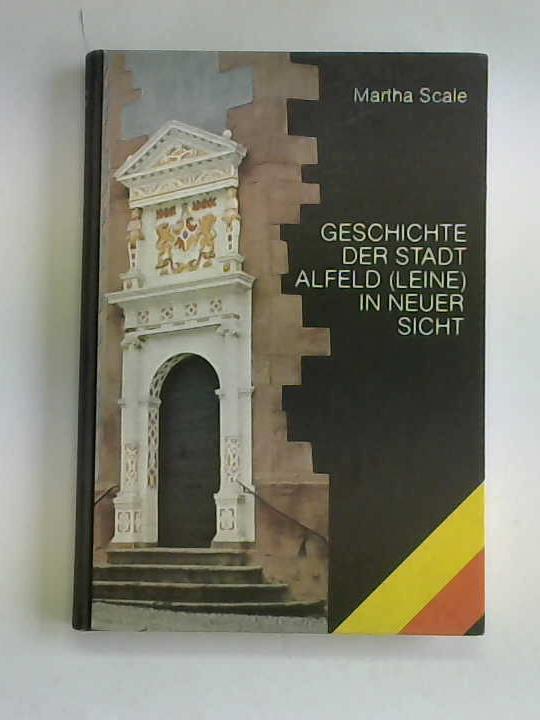 Martha Scale
GESCHICHTE
DER STADT
ALFELD (LEINE)
IN NEUER
SICHT